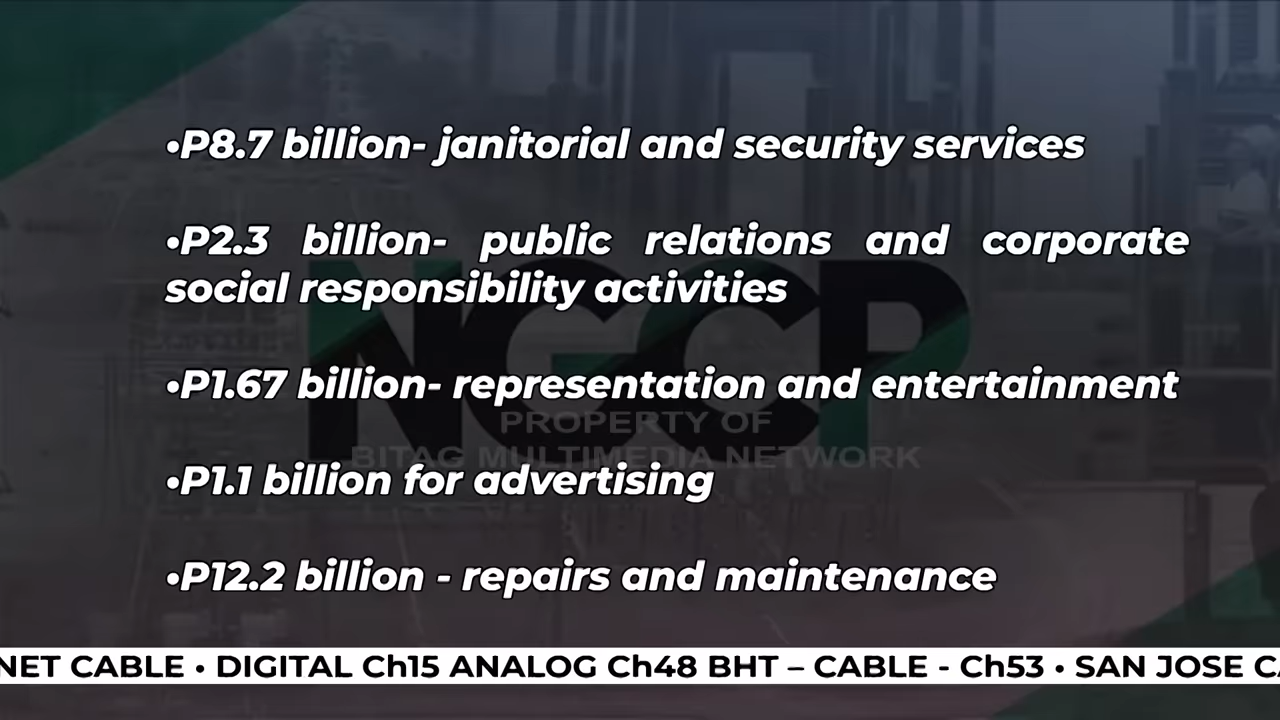 •P8.7 billion- janitorial and security services
•P2.3 billion- public relations and corporate
social responsibility activities
NGCP
•P1.67 billion- representation and entertainment
PROPERTY OF
BITAG MULTIMEDIA NETWORK
•P1.1 billion for advertising
•P12.2 billion - repairs and maintenance
NET CABLE • DIGITAL Ch15 ANALOG Ch48 BHT – CABLE - Ch53 • SAN JOSE